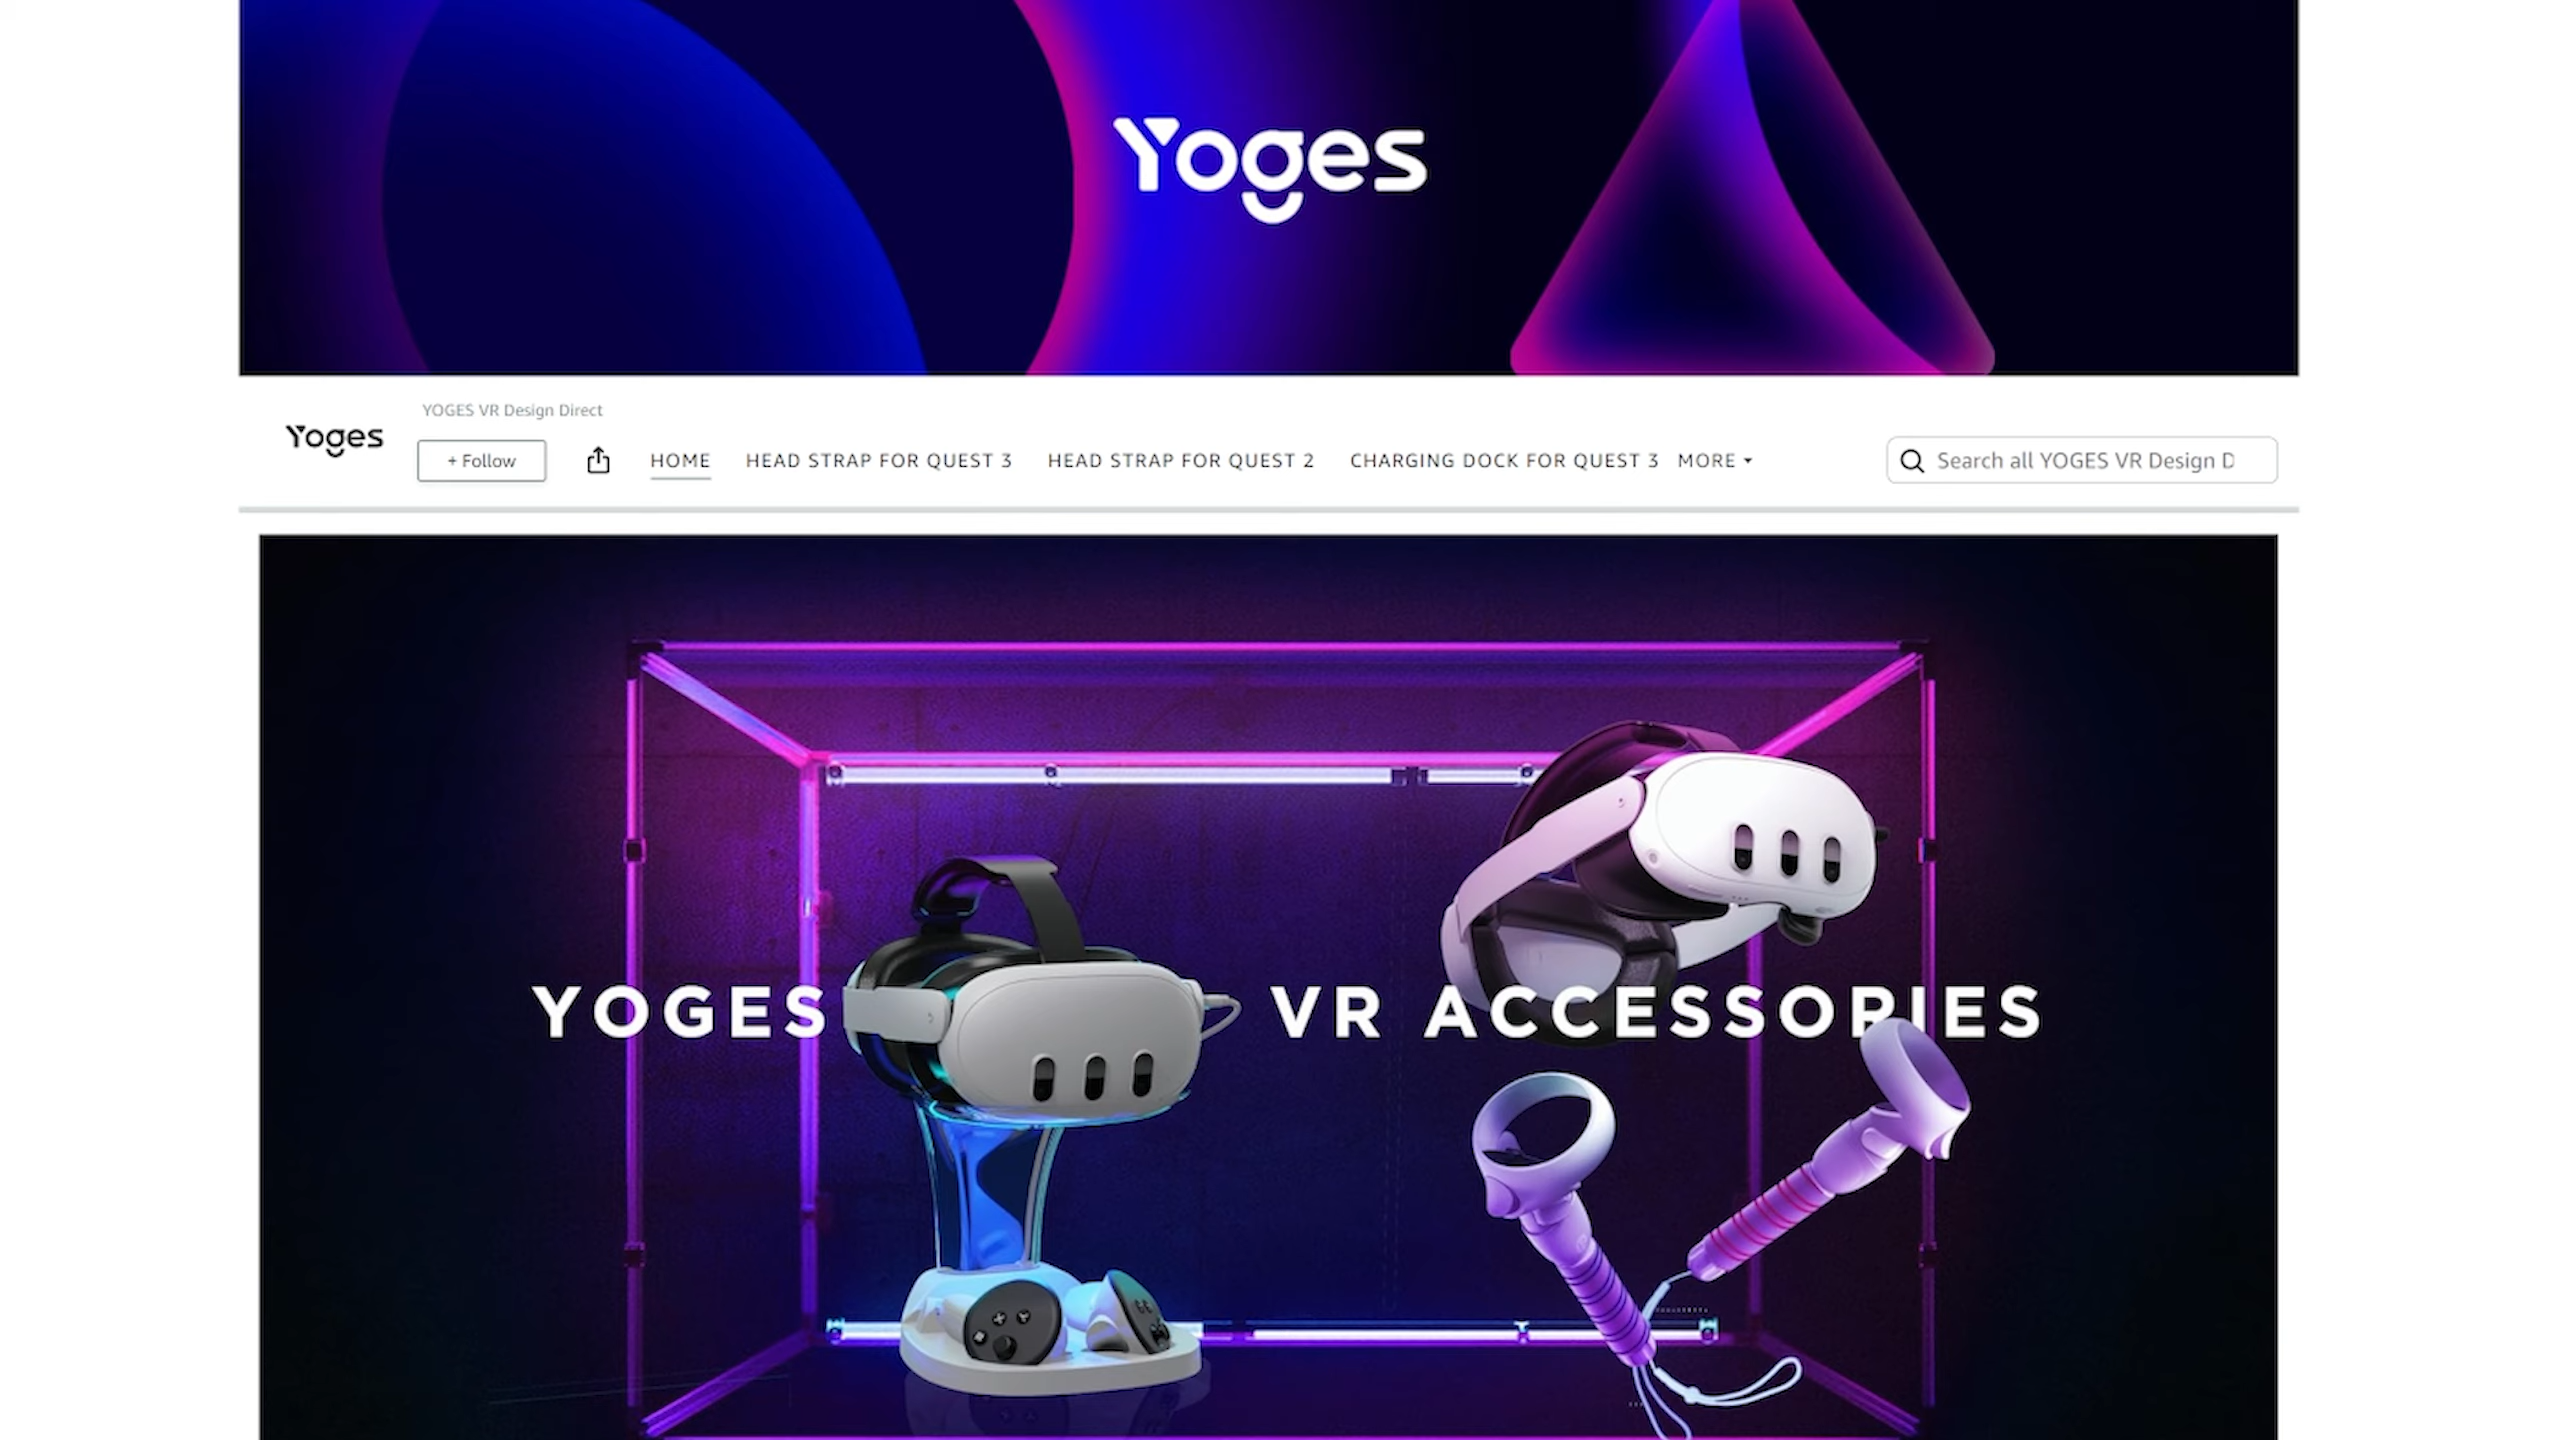 Yoges
YOGES VR Design Direct
Yoges
+ Follow
HOME
HEAD STRAP FOR QUEST 3
HEAD STRAP FOR QUEST 2
CHARGING DOCK FOR QUEST 3
MORE
Search all YOGES VR Design D
YOGES VR ACCESSORIES